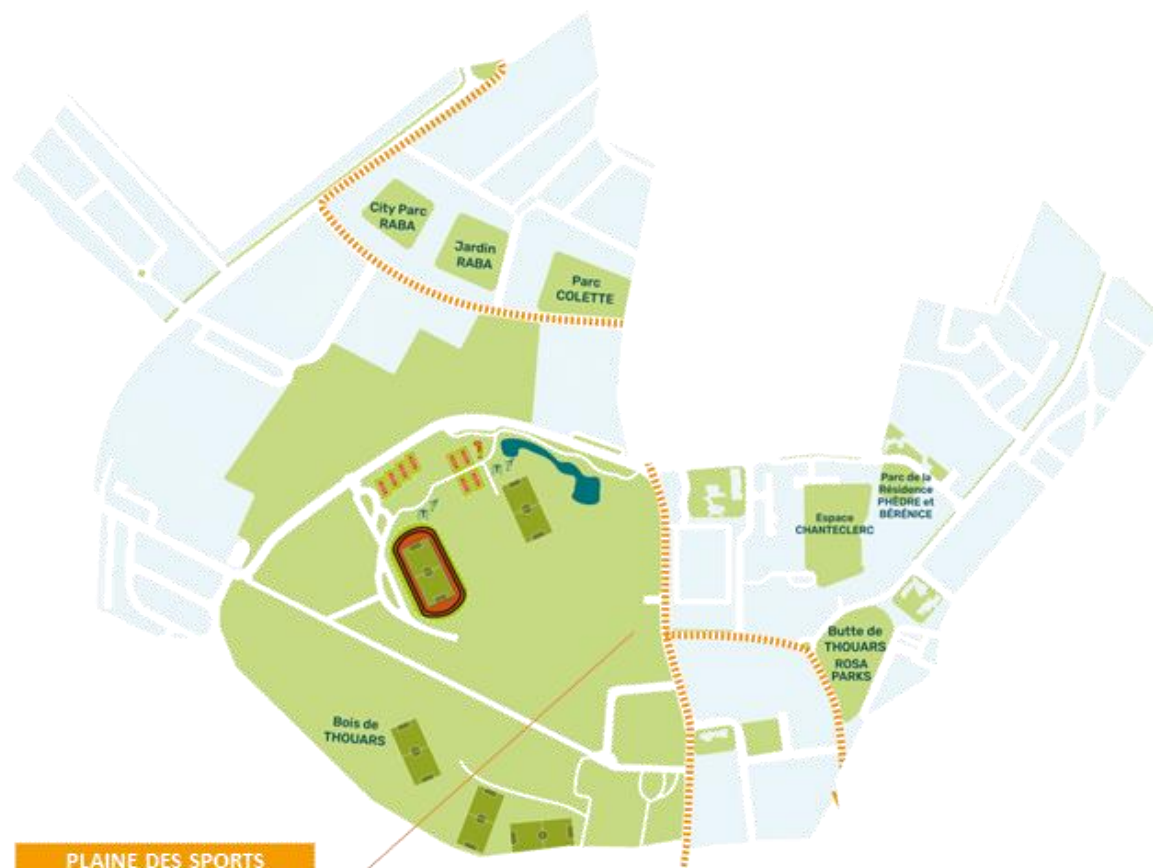 City Parc
RABA
Jardin
RABA
Parc
COLETTE
Parc de la
Résidence
PHÈDRE et
BÉRÉNICE
Espace
CHANTECLERC
Butte de
THOUARS
ROSA
PARKS
Bois de
THOUARS
PLAINE DES SPORTS